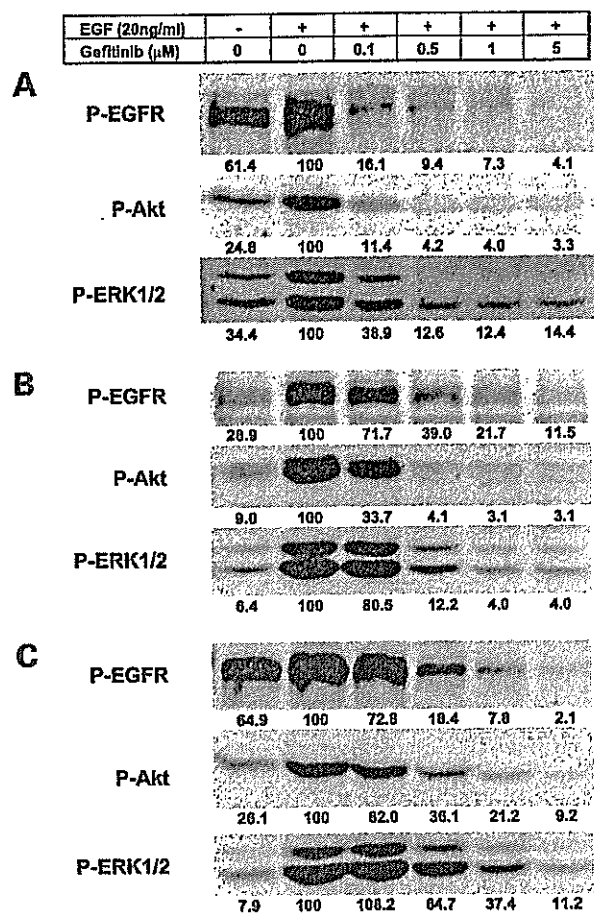 EGF (20ng/ml) - + + + + +
Gefitinib (μM) 0 0 0.1 0.5 1 5
A
P-EGFR
61.4 100 16.1 9.4 7.3 4.1
P-Akt
24.8 100 11.4 4.2 4.0 3.3
P-ERK1/2
34.4 100 38.9 12.6 12.4 14.4
B
P-EGFR
28.9 100 71.7 39.0 21.7 11.5
P-Akt
9.0 100 33.7 4.1 3.1 3.1
P-ERK1/2
6.4 100 80.5 12.2 4.0 4.0
C
P-EGFR
64.9 100 72.8 18.4 7.8 2.1
P-Akt
26.1 100 62.0 36.1 21.2 9.2
P-ERK1/2
7.9 100 108.2 64.7 37.4 11.2